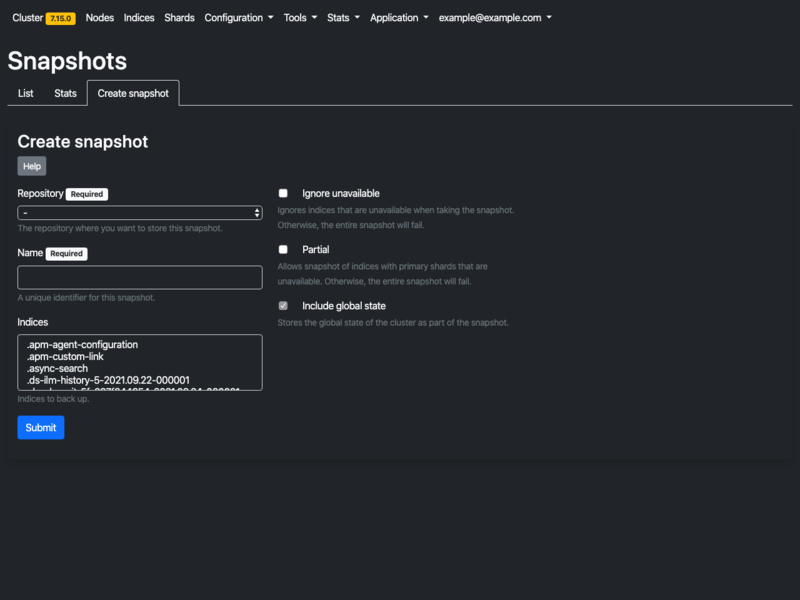 Cluster 7.15.0 Nodes Indices Shards Configuration Tools Stats Application example@example.com
Snapshots
List Stats Create snapshot
Create snapshot
Help
Repository Required
-
The repository where you want to store this snapshot.
Name Required
A unique identifier for this snapshot.
Indices
.apm-agent-configuration
.apm-custom-link
.async-search
.ds-ilm-history-5-2021.09.22-000001
Indices to back up.
Submit
Ignore unavailable
Ignores indices that are unavailable when taking the snapshot.
Otherwise, the entire snapshot will fail.
Partial
Allows snapshot of indices with primary shards that are
unavailable. Otherwise, the entire snapshot will fail.
Include global state
Stores the global state of the cluster as part of the snapshot.